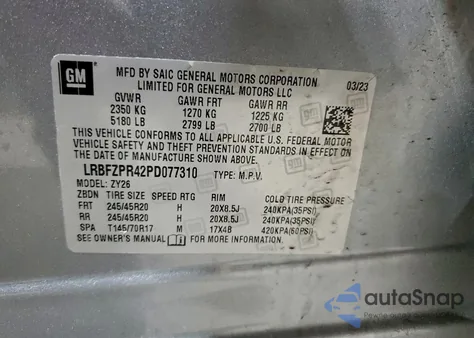 GM
MFD BY SAIC GENERAL MOTORS CORPORATION 03/23
LIMITED FOR GENERAL MOTORS LLC
GVWR GAWR FRT GAWR RR
2350 KG 1270 KG 1225 KG
5180 LB 2799 LB 2700 LB
THIS VEHICLE CONFORMS TO ALL APPLICABLE U.S. FEDERAL MOTOR
VEHICLE SAFETY, BUMPER, AND THEFT PREVENTION STANDARDS
IN EFFECT ON THE DATE OF MANUFACTURE SHOWN ABOVE.
LRBFZPR42PD077310 TYPE: M.P.V.
MODEL: ZY26
ZBDN TIRE SIZE SPEED RTG RIM COLD TIRE PRESSURE
FRT 245/45R20 H 20X8.5J 240KPA(35PSI)
RR 245/45R20 H 20X8.5J 240KPA(35PSI)
SPA T145/70R17 M 17X4B 420KPA(60PSI)
SEE OWNER'S MANUAL FOR MORE INFORMATION.
autoSnap